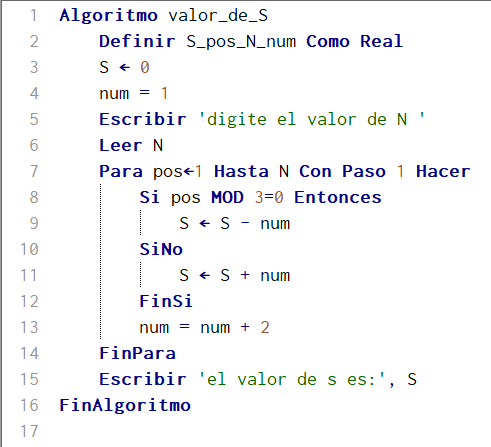 1 Algoritmo valor_de_S
2 Definir S_pos_N_num Como Real
3 S ← 0
4 num = 1
5 Escribir 'digite el valor de N '
6 Leer N
7 Para pos←1 Hasta N Con Paso 1 Hacer
8 Si pos MOD 3=0 Entonces
9 S ← S - num
10 SiNo
11 S ← S + num
12 FinSi
13 num = num + 2
14 FinPara
15 Escribir 'el valor de s es:', S
16 FinAlgoritmo
17